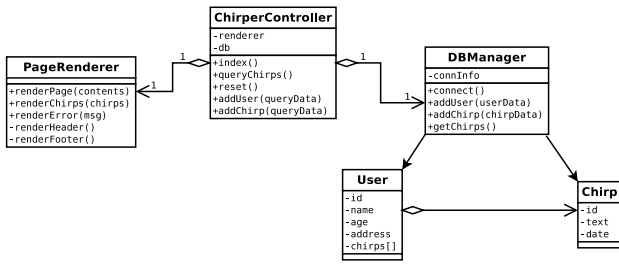 ChirperController
-renderer
-db
+index()
+queryChirps()
+reset()
+addUser(queryData)
+addChirp(queryData)
1
1
PageRenderer
+renderPage(contents)
+renderChirps(chirps)
+renderError(msg)
-renderHeader()
-renderFooter()
1
1
DBManager
-connInfo
+connect()
+addUser(userData)
+addChirp(chirpData)
+getChirps()
User
-id
-name
-age
-address
-chirps[]
Chirp
-id
-text
-date